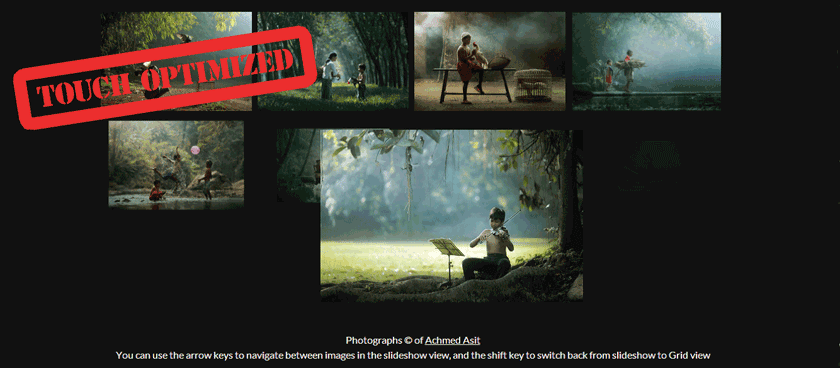 TOUCH OPTIMIZED
Photographs © of Achmed Asit
You can use the arrow keys to navigate between images in the slideshow view, and the shift key to switch back from slideshow to Grid view